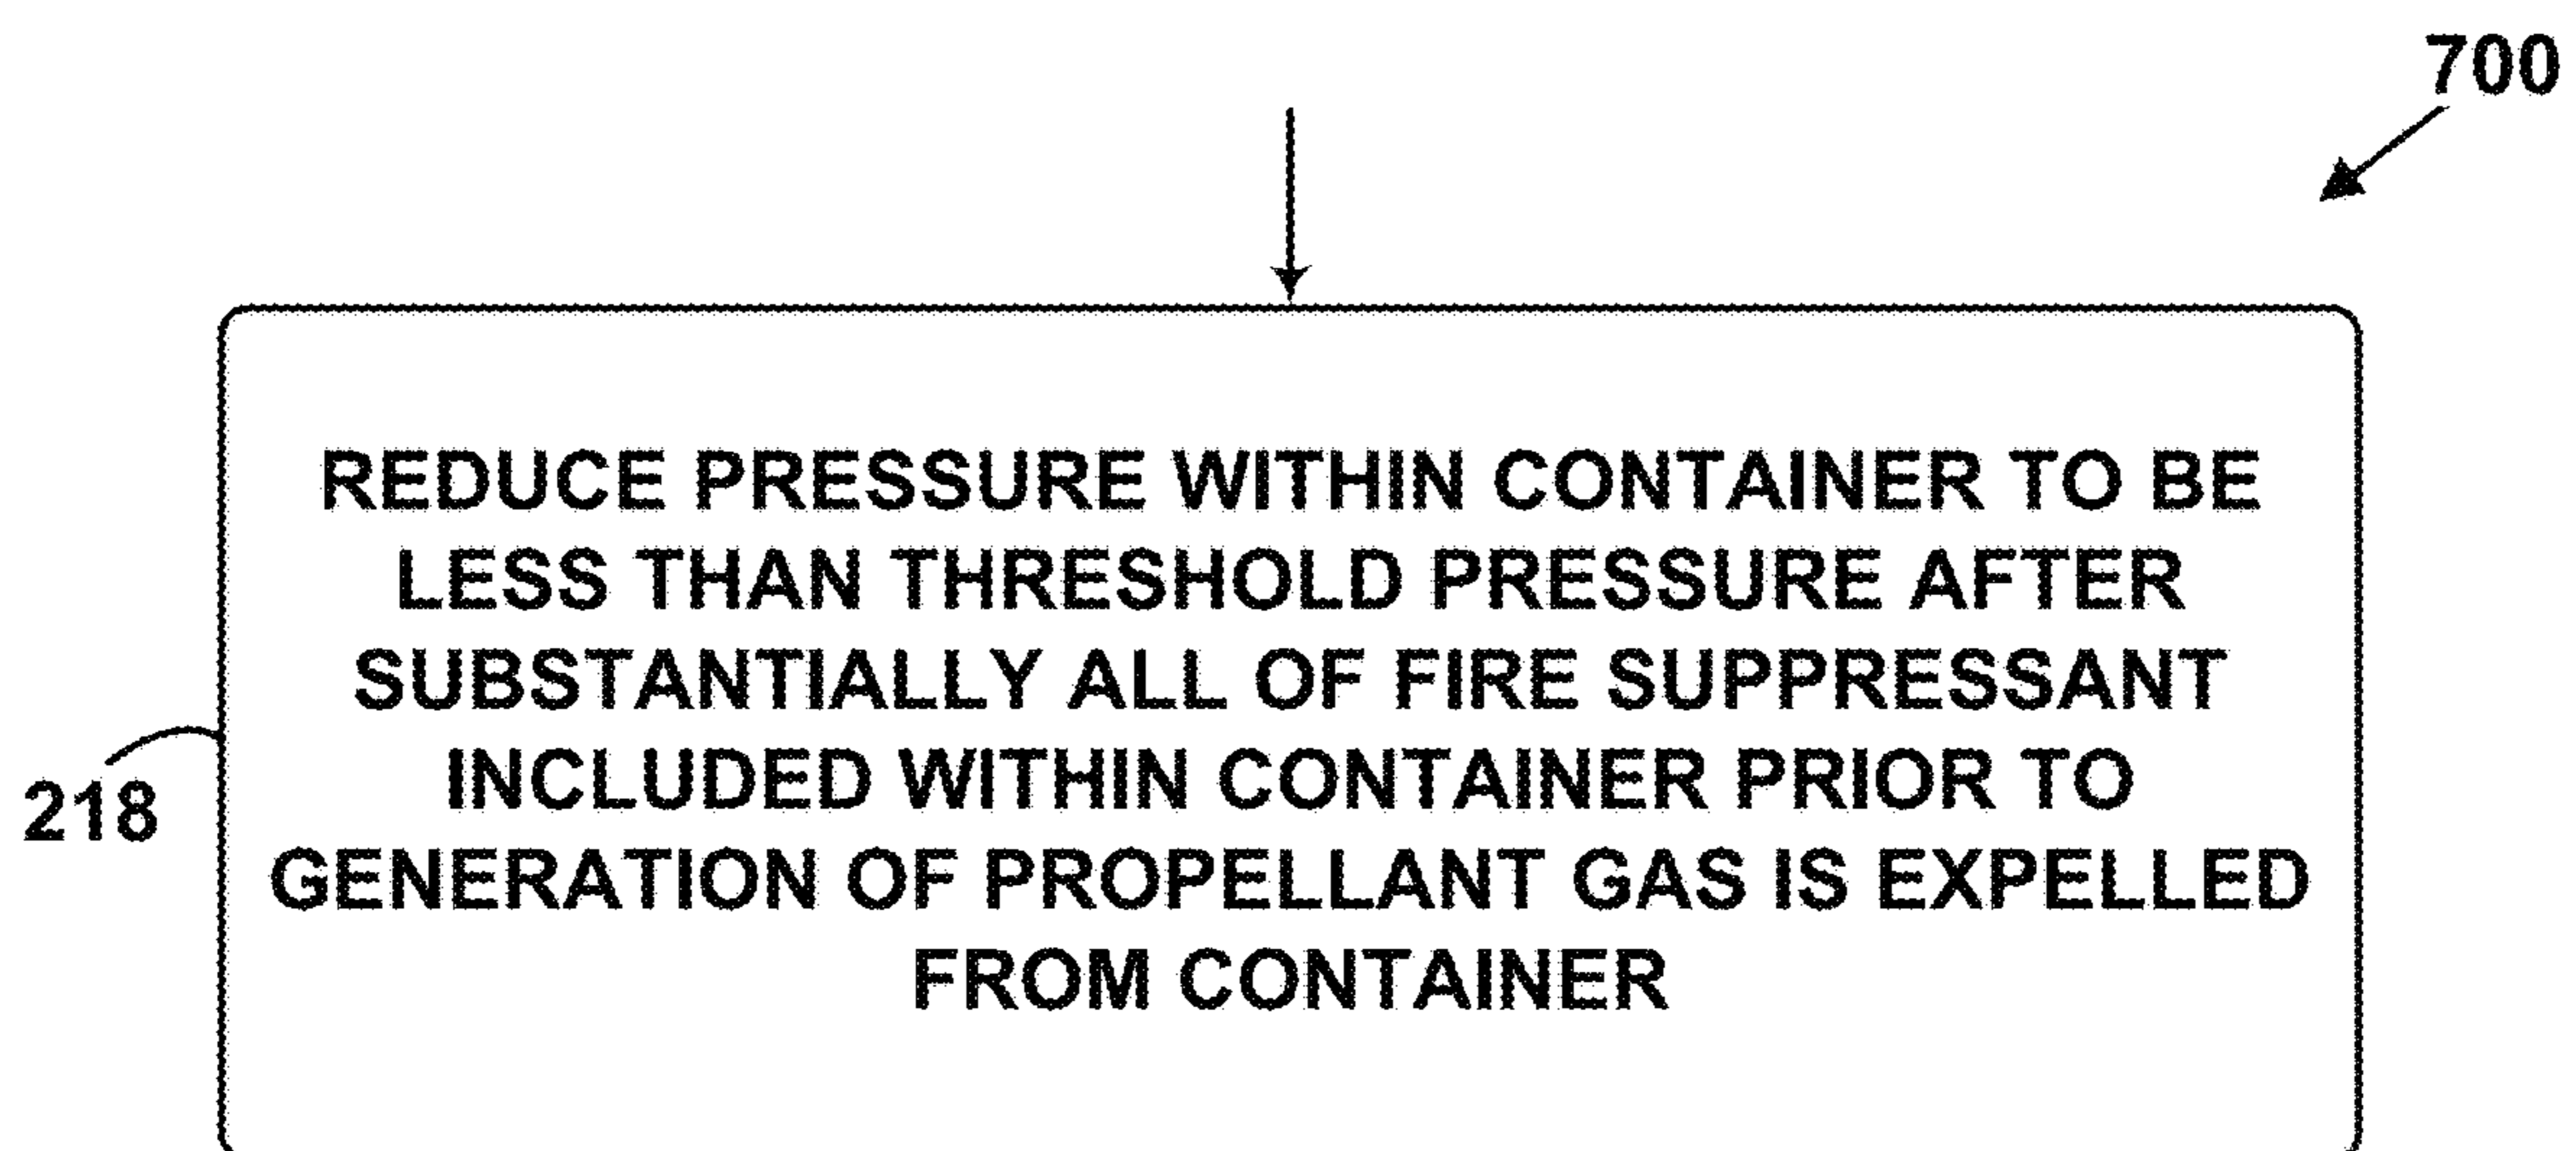 700
REDUCE PRESSURE WITHIN CONTAINER TO BE
LESS THAN THRESHOLD PRESSURE AFTER
SUBSTANTIALLY ALL OF FIRE SUPPRESSANT
INCLUDED WITHIN CONTAINER PRIOR TO
GENERATION OF PROPELLANT GAS IS EXPELLED
FROM CONTAINER
218